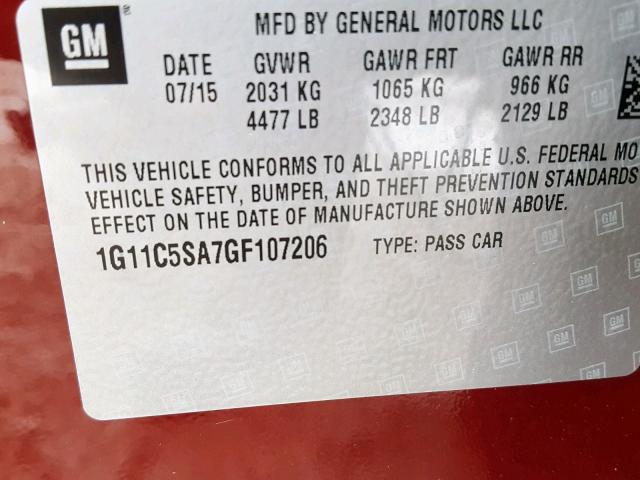 GM
®
MFD BY GENERAL MOTORS LLC
DATE GVWR GAWR FRT GAWR RR
07/15 2031 KG 1065 KG 966 KG
4477 LB 2348 LB 2129 LB
THIS VEHICLE CONFORMS TO ALL APPLICABLE U.S. FEDERAL MO
VEHICLE SAFETY, BUMPER, AND THEFT PREVENTION STANDARDS
EFFECT ON THE DATE OF MANUFACTURE SHOWN ABOVE.
1G11C5SA7GF107206 TYPE: PASS CAR